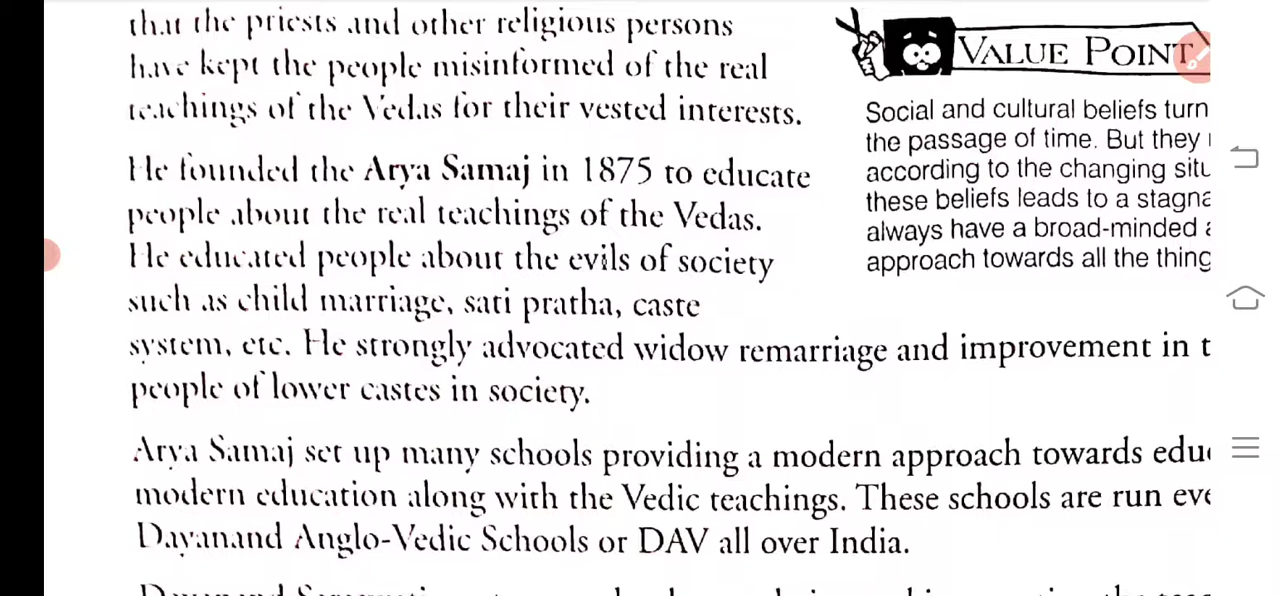 that the priests and other religious persons
have kept the people misinformed of the real
teachings of the Vedas for their vested interests.
He founded the Arya Samaj in 1875 to educate
people about the real teachings of the Vedas.
He educated people about the evils of society
such as child marriage, sati pratha, caste
system, etc. He strongly advocated widow remarriage and improvement in
people of lower castes in society.
Arya Samaj set up many schools providing a modern approach towards
modern education along with the Vedic teachings. These schools are run
Dayanand Anglo-Vedic Schools or DAV all over India.
VALUE POINT
Social and cultural beliefs turn
the passage of time. But they
according to the changing
these beliefs leads to a
always have a broad-minded
approach towards all the